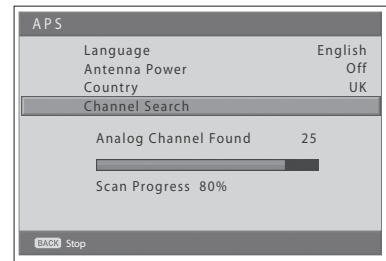 APS
Language English
Antenna Power Off
Country UK
Channel Search
Analog Channel Found 25
Scan Progress 80%
BACK Stop